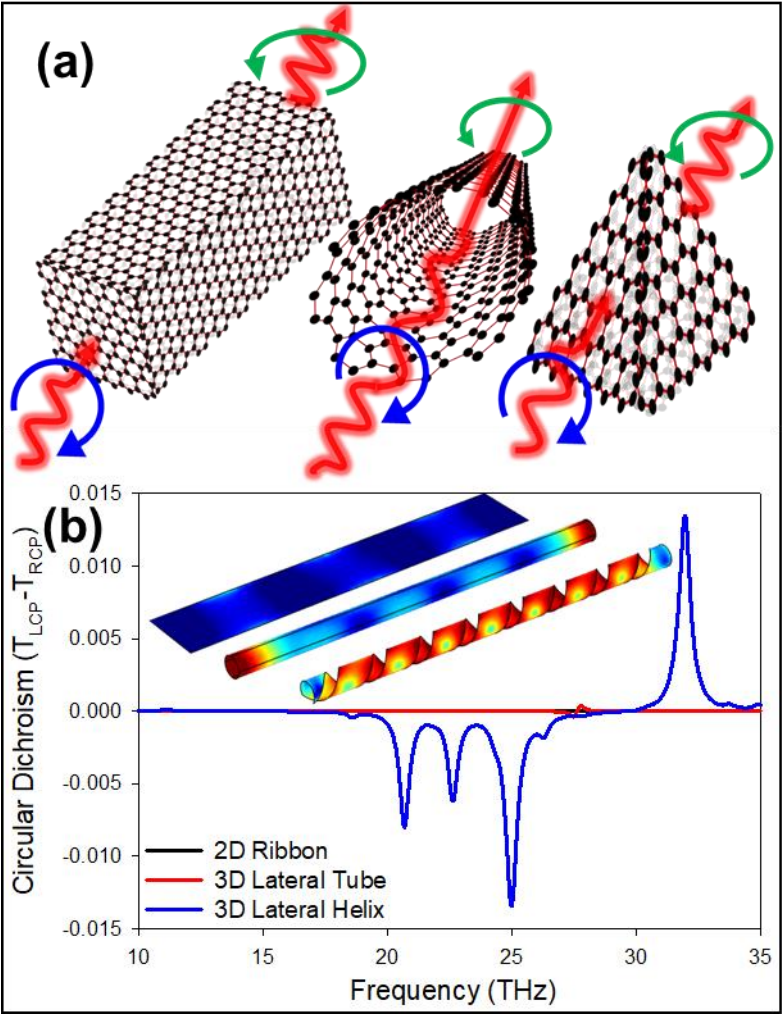 (a)
(b)
0.015
0.010
0.005
0.000
-0.005
-0.010
-0.015
Circular Dichroism (T_LCP-T_RCP)
2D Ribbon
3D Lateral Tube
3D Lateral Helix
10 15 20 25 30 35
Frequency (THz)